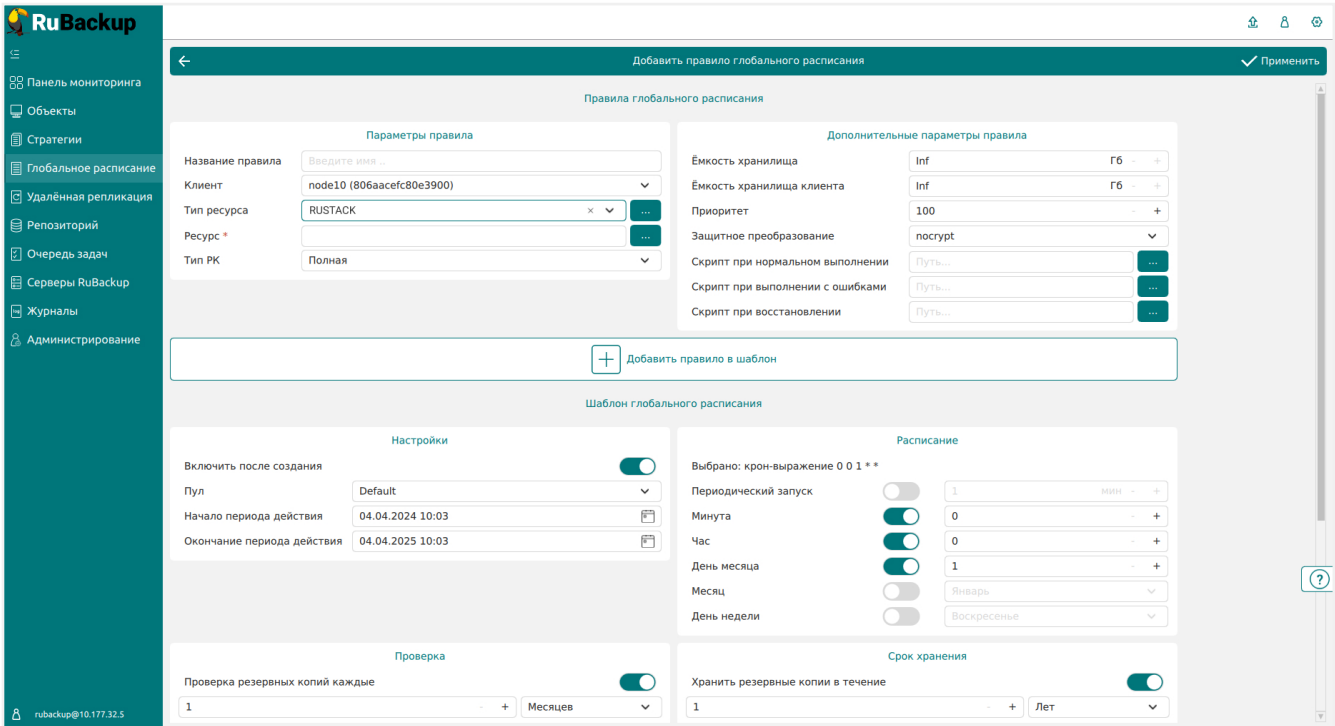 RuBackup
Панель мониторинга
Объекты
Стратегии
Глобальное расписание
Удалённая репликация
Репозиторий
Очередь задач
Серверы RuBackup
Журналы
Администрирование
rubackup@10.177.32.5
Добавить правило глобального расписания
Применить
Правила глобального расписания
Параметры правила
Название правила Введите имя ..
Клиент node10 (806aacefc80e3900)
Тип ресурса RUSTACK × ...
Ресурс * ...
Тип РК Полная
Дополнительные параметры правила
Ёмкость хранилища Inf Гб - +
Ёмкость хранилища клиента Inf Гб - +
Приоритет 100 - +
Защитное преобразование nocrypt
Скрипт при нормальном выполнении Путь... ...
Скрипт при выполнении с ошибками Путь... ...
Скрипт при восстановлении Путь... ...
+ Добавить правило в шаблон
Шаблон глобального расписания
Настройки
Включить после создания
Пул Default
Начало периода действия 04.04.2024 10:03
Окончание периода действия 04.04.2025 10:03
Расписание
Выбрано: крон-выражение 0 0 1 * *
Периодический запуск 1 мин - +
Минута 0 - +
Час 0 - +
День месяца 1 - +
Месяц Январь
День недели Воскресенье
?
Проверка
Проверка резервных копий каждые
1 - + Месяцев
Срок хранения
Хранить резервные копии в течение
1 - + Лет